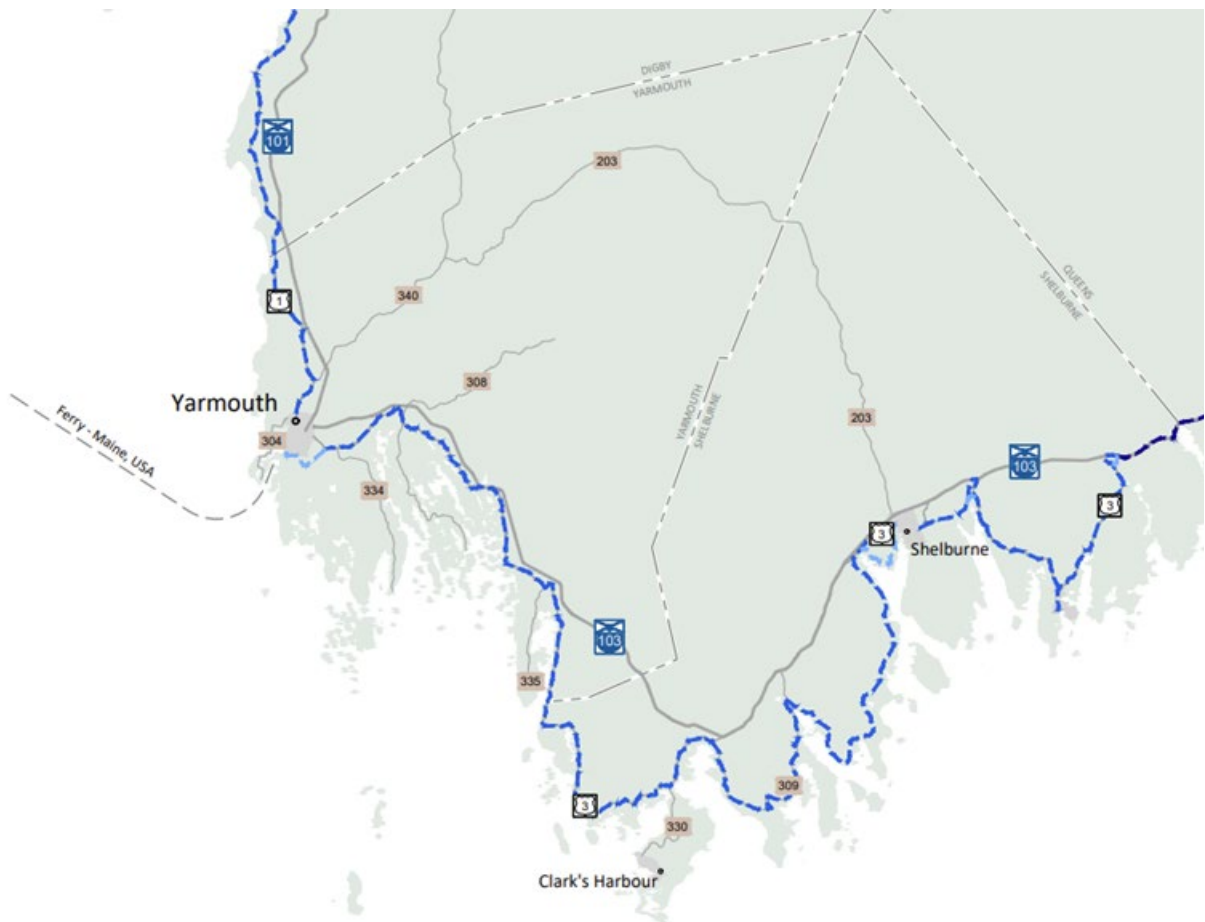 DIGBY
YARMOUTH
101
203
1
340
QUEENS
SHELBURNE
308
Yarmouth
YARMOUTH
SHELBURNE
203
304
Ferry - Maine, USA
103
334
3
3
Shelburne
103
335
309
3
330
Clark's Harbour